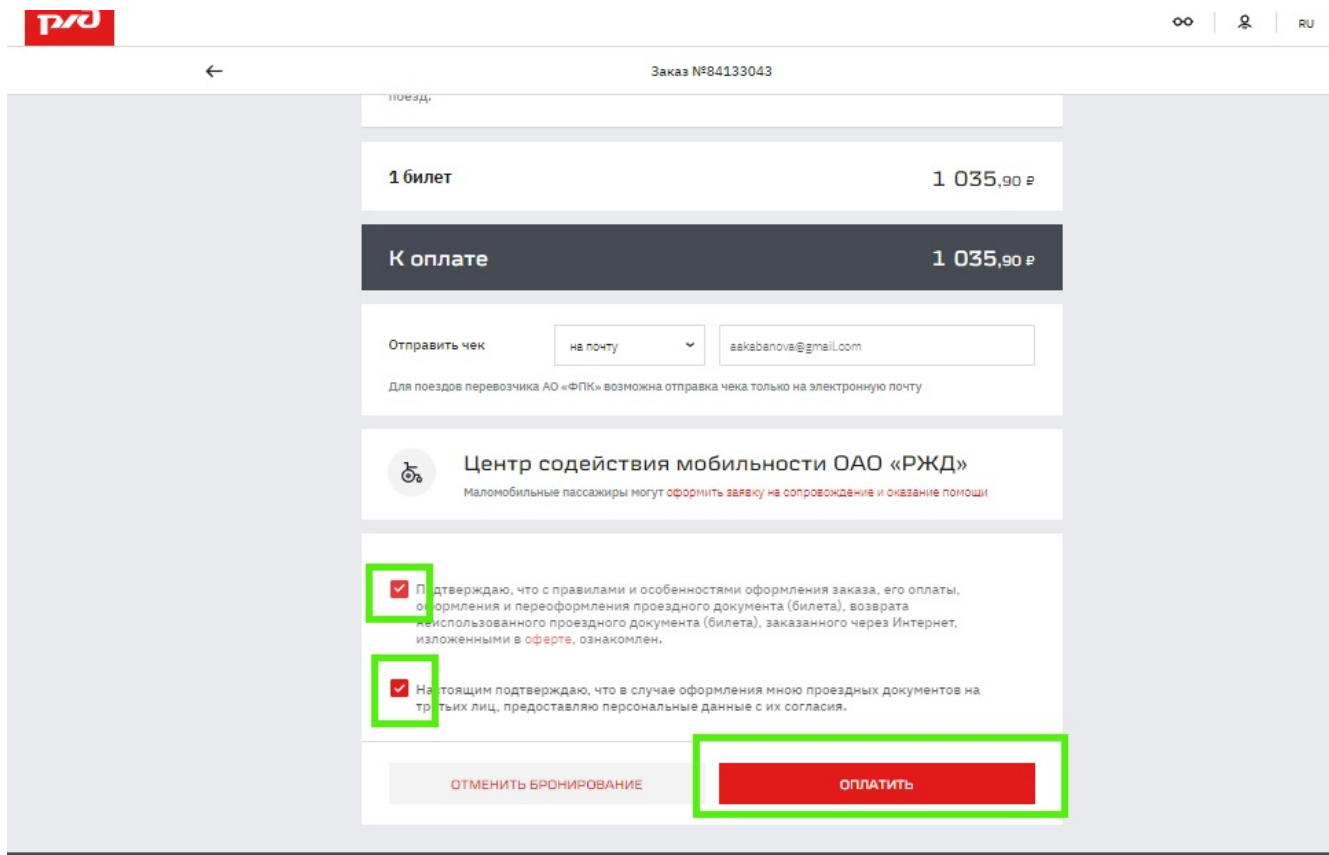 ржд
RU
Заказ №84133043
поезд.
1 билет
1 035,90 ₽
К оплате
1 035,90 ₽
Отправить чек
на почту
aakabanova@gmail.com
Для поездов перевозчика АО «ФПК» возможна отправка чека только на электронную почту
Центр содействия мобильности ОАО «РЖД»
Маломобильные пассажиры могут оформить заявку на сопровождение и оказание помощи
Подтверждаю, что с правилами и особенностями оформления заказа, его оплаты,
оформления и переоформления проездного документа (билета), возврата
неиспользованного проездного документа (билета), заказанного через Интернет,
изложенными в оферте, ознакомлен.
Настоящим подтверждаю, что в случае оформления мною проездных документов на
третьих лиц, предоставляю персональные данные с их согласия.
ОТМЕНИТЬ БРОНИРОВАНИЕ
ОПЛАТИТЬ